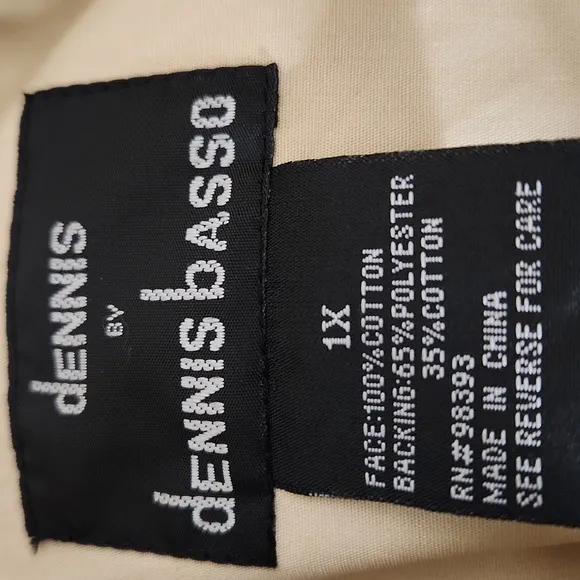 dENNIS
BY
dENNIS bASSO
1X
FACE:100%COTTON
BACKING:65%POLYESTER
35%COTTON
RN#98393
MADE IN CHINA
SEE REVERSE FOR CARE